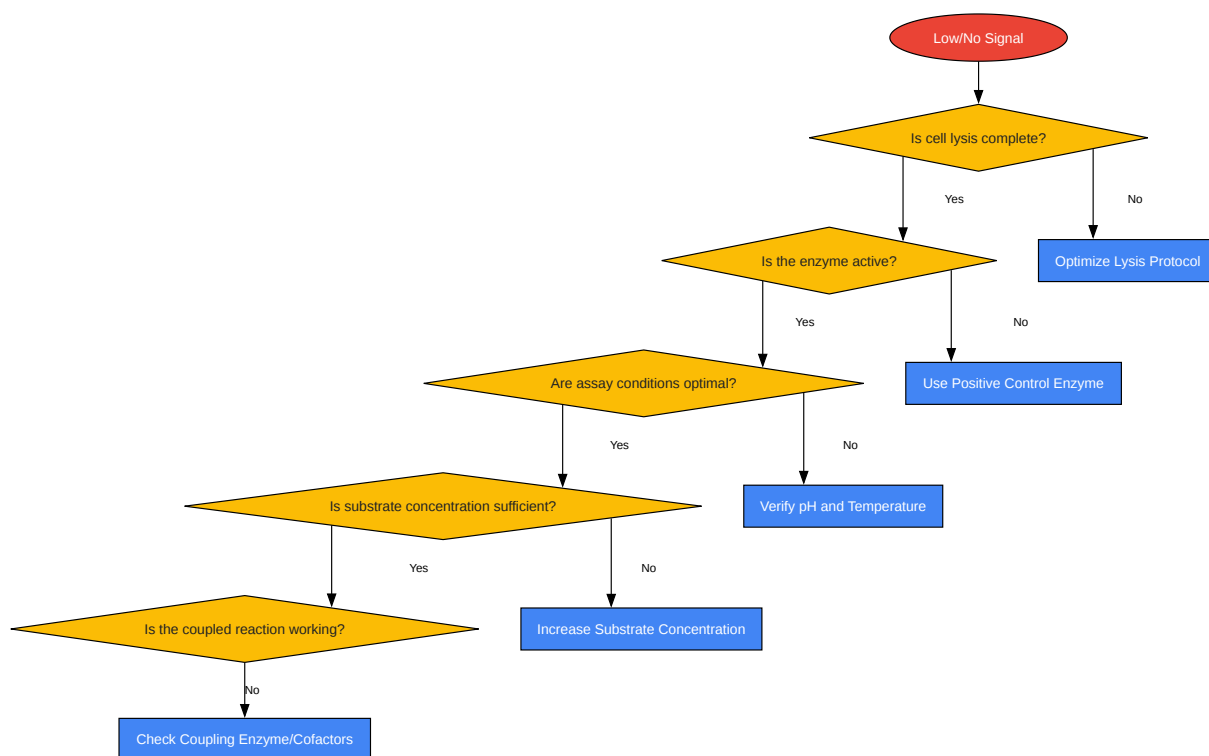 Low/No Signal
Is cell lysis complete?
Yes
No
Is the enzyme active?
Optimize Lysis Protocol
Yes
No
Are assay conditions optimal?
Use Positive Control Enzyme
Yes
No
Is substrate concentration sufficient?
Verify pH and Temperature
Yes
No
Is the coupled reaction working?
Increase Substrate Concentration
No
Check Coupling Enzyme/Cofactors